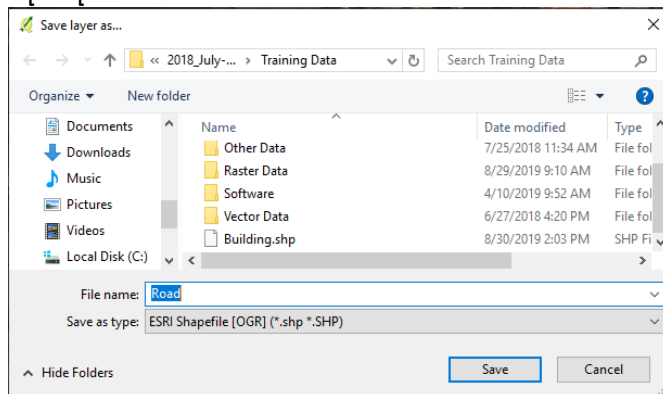 Save layer as...
« 2018_July-... > Training Data
Search Training Data
Organize
New folder
Documents
Downloads
Music
Pictures
Videos
Local Disk (C:)
Name
Date modified
Type
Other Data
7/25/2018 11:34 AM
File fol
Raster Data
8/29/2019 9:10 AM
File fol
Software
4/10/2019 9:52 AM
File fol
Vector Data
6/27/2018 4:20 PM
File fol
Building.shp
8/30/2019 2:03 PM
SHP Fi
File name: Road
Save as type: ESRI Shapefile [OGR] (*.shp *.SHP)
Hide Folders
Save
Cancel